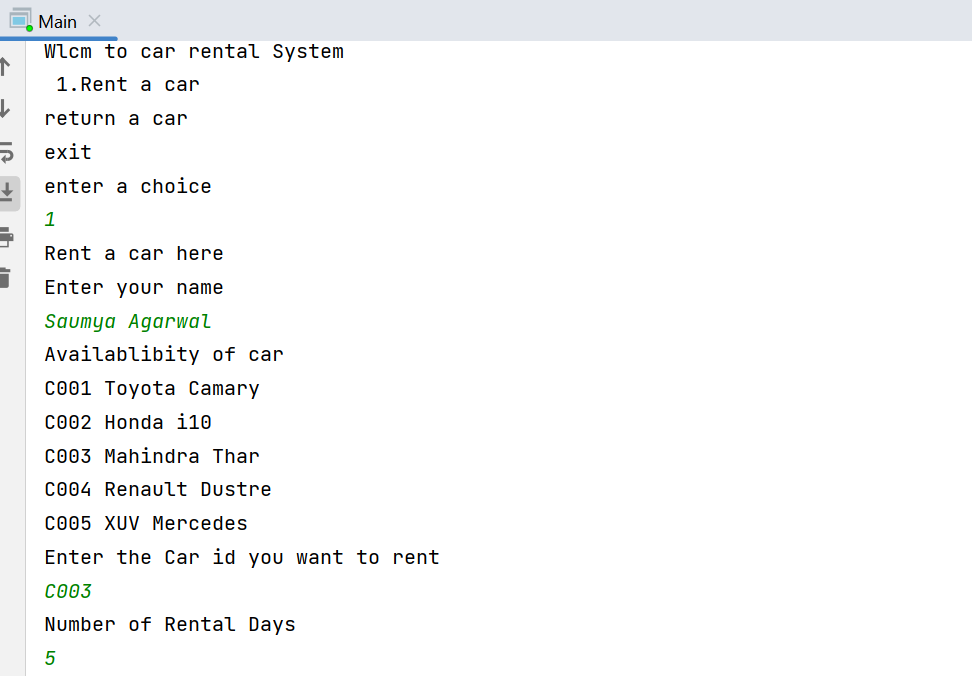 Main
Wlcm to car rental System
1.Rent a car
return a car
exit
enter a choice
1
Rent a car here
Enter your name
Saumya Agarwal
Availablibity of car
C001 Toyota Camary
C002 Honda i10
C003 Mahindra Thar
C004 Renault Dustre
C005 XUV Mercedes
Enter the Car id you want to rent
C003
Number of Rental Days
5